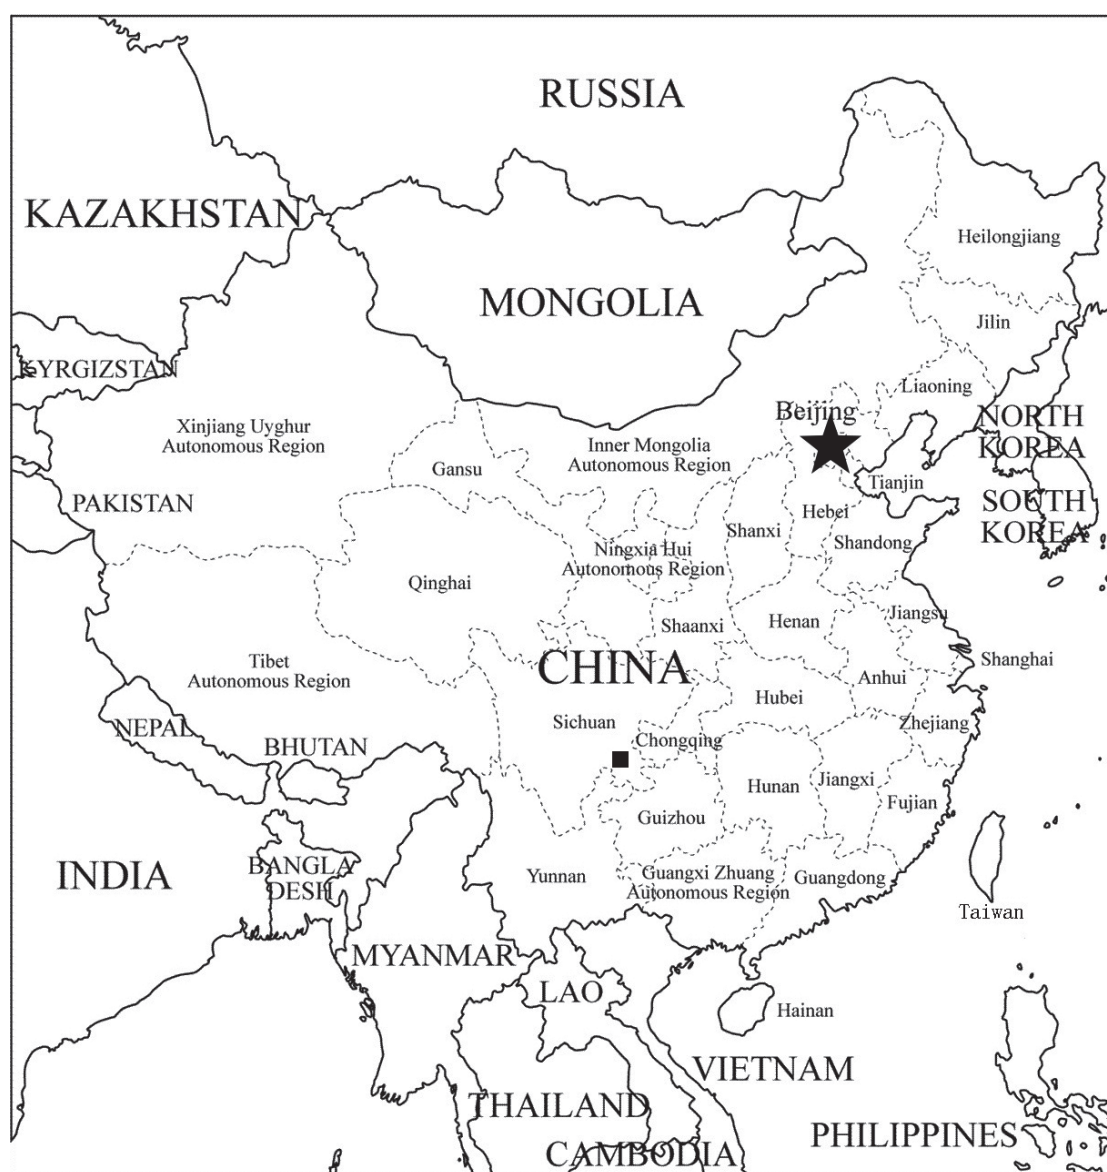 RUSSIA
KAZAKHSTAN
Heilongjiang
MONGOLIA
Jilin
KYRGIZSTAN
Liaoning
Beijing
NORTH
KOREA
Xinjiang Uyghur
Autonomous Region
Inner Mongolia
Autonomous Region
Gansu
Tianjin
PAKISTAN
SOUTH
KOREA
Hebei
Shanxi
Shandong
Ningxia Hui
Autonomous Region
Qinghai
Jiangsu
Henan
Shaanxi
Shanghai
Tibet
Autonomous Region
CHINA
Anhui
Hubei
Sichuan
Zhejiang
NEPAL
Chongqing
BHUTAN
Jiangxi
Hunan
Fujian
Guizhou
INDIA
BANGLA
DESH
Yunnan
Guangxi Zhuang
Autonomous Region
Guangdong
Taiwan
MYANMAR
LAO
Hainan
VIETNAM
THAILAND
PHILIPPINES
CAMBODIA